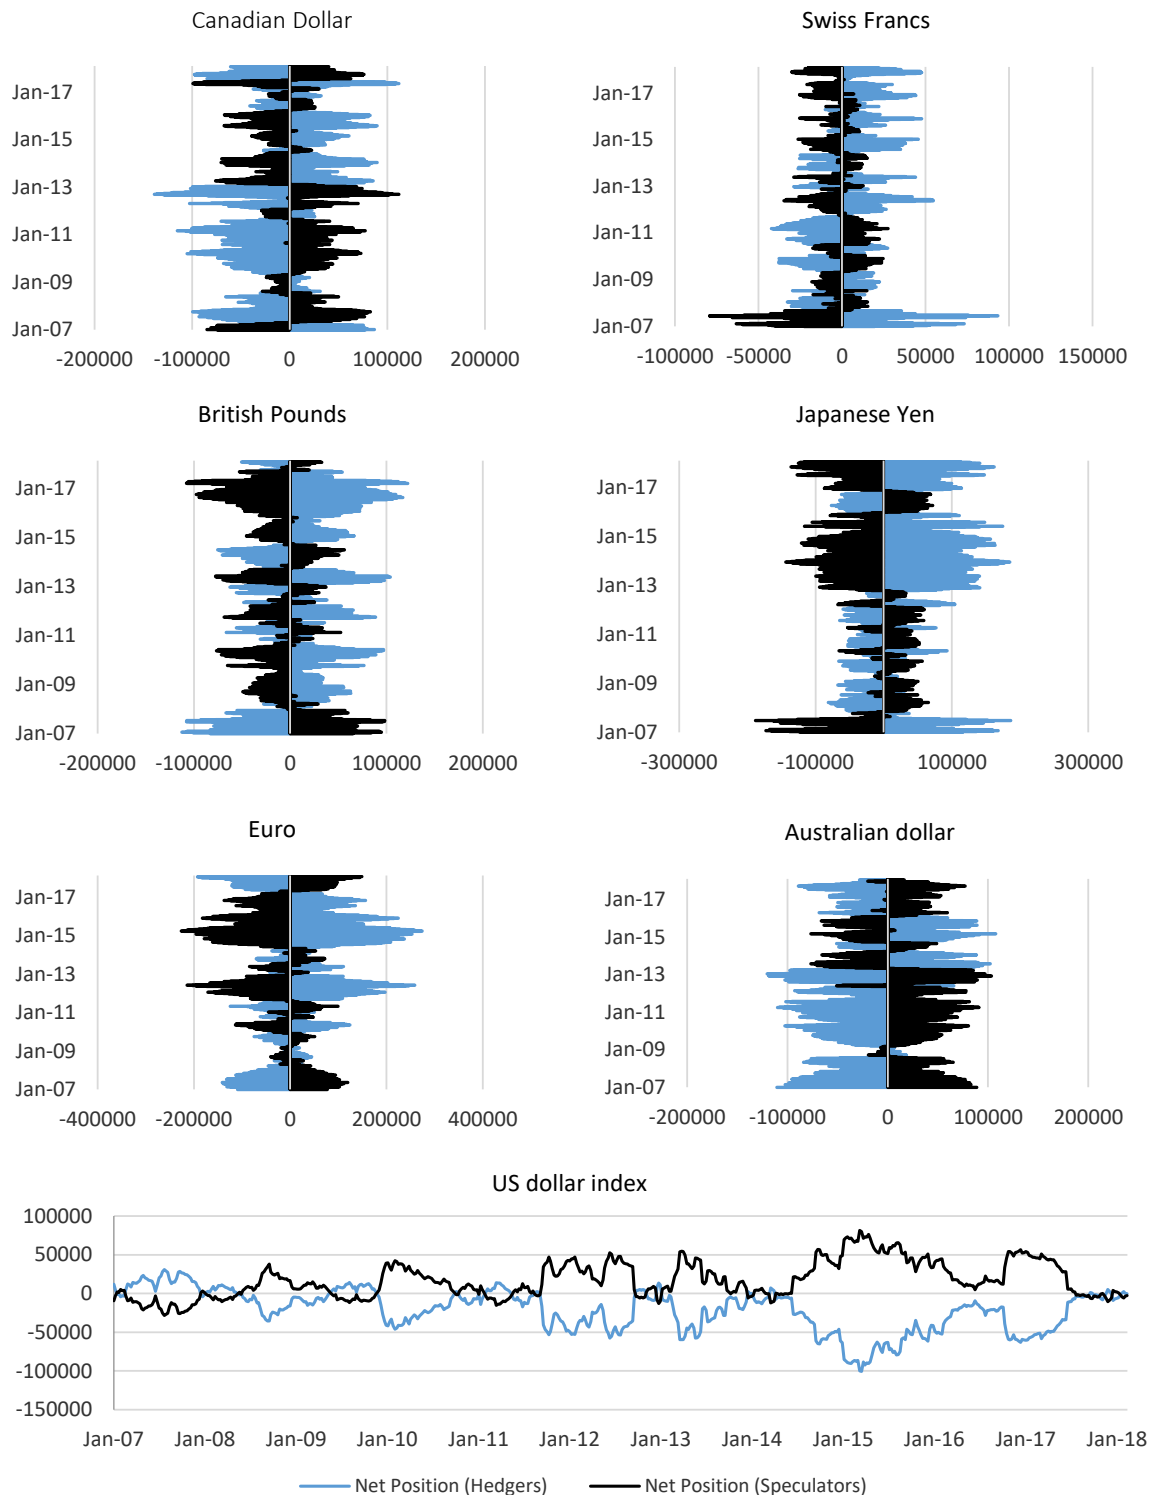 Canadian Dollar
Jan-17
Jan-15
Jan-13
Jan-11
Jan-09
Jan-07
-200000 -100000 0 100000 200000
Swiss Francs
Jan-17
Jan-15
Jan-13
Jan-11
Jan-09
Jan-07
-100000 -50000 0 50000 100000 150000
British Pounds
Jan-17
Jan-15
Jan-13
Jan-11
Jan-09
Jan-07
-200000 -100000 0 100000 200000
Japanese Yen
Jan-17
Jan-15
Jan-13
Jan-11
Jan-09
Jan-07
-300000 -100000 100000 300000
Euro
Jan-17
Jan-15
Jan-13
Jan-11
Jan-09
Jan-07
-400000 -200000 0 200000 400000
Australian dollar
Jan-17
Jan-15
Jan-13
Jan-11
Jan-09
Jan-07
-200000 -100000 0 100000 200000
US dollar index
100000
50000
0
-50000
-100000
-150000
Jan-07 Jan-08 Jan-09 Jan-10 Jan-11 Jan-12 Jan-13 Jan-14 Jan-15 Jan-16 Jan-17 Jan-18
Net Position (Hedgers) Net Position (Speculators)